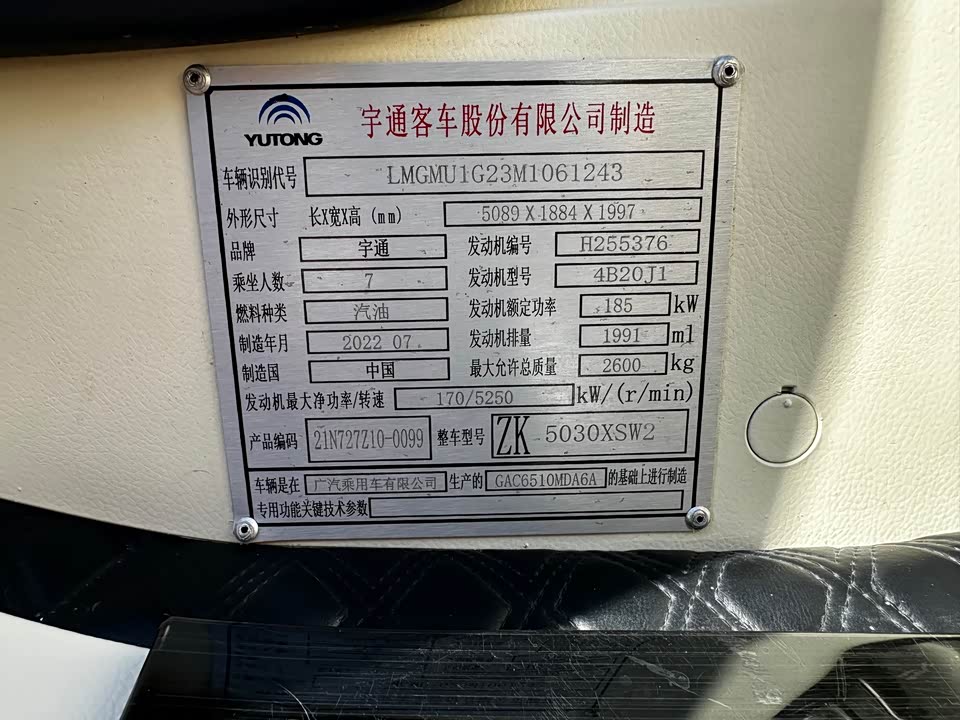 YUTONG 宇通客车股份有限公司制造
车辆识别代号 LMGMU1G23M1061243
外形尺寸 长X宽X高 (mm) 5089 X 1884 X 1997
品牌 宇通 发动机编号 H255376
乘坐人数 7 发动机型号 4B20J1
燃料种类 汽油 发动机额定功率 185 kW
制造年月 2022 07 发动机排量 1991 ml
制造国 中国 最大允许总质量 2600 kg
发动机最大净功率/转速 170/5250 kW/(r/min)
产品编码 21N727Z10-0099 整车型号 ZK 5030XSW2
车辆是在 广汽乘用车有限公司 生产的 GAC6510MDA6A 的基础上进行制造
专用功能关键技术参数